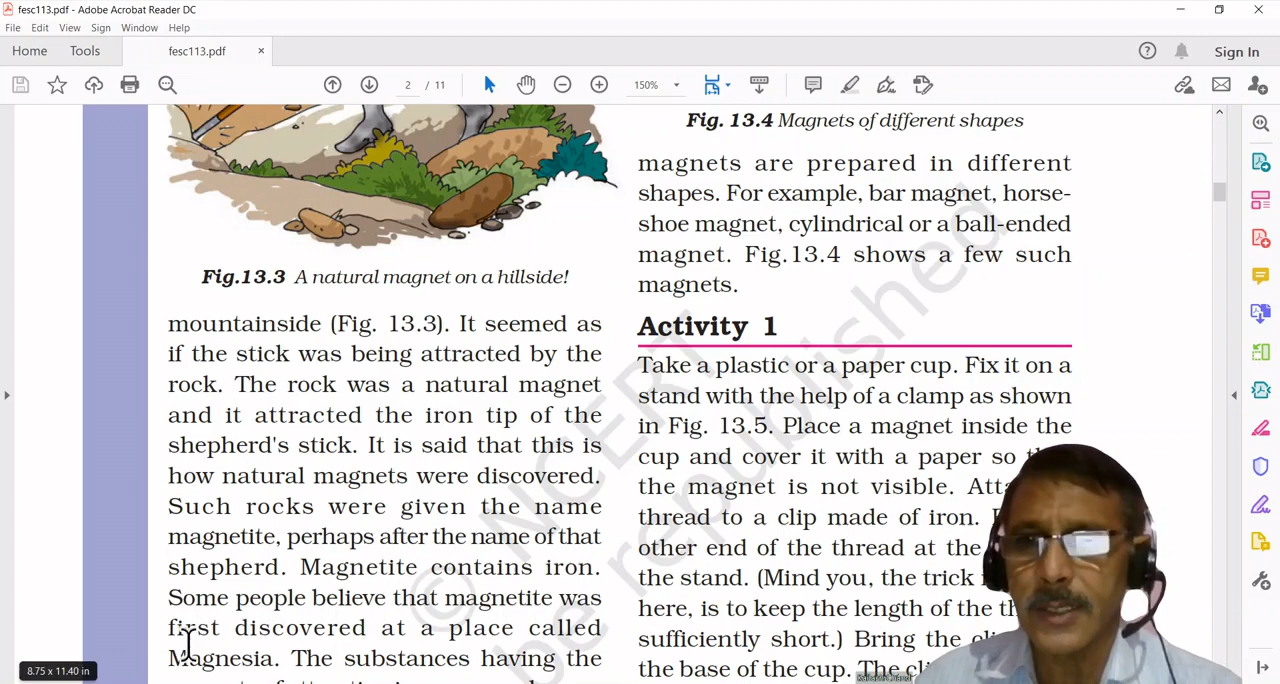 fesc113.pdf - Adobe Acrobat Reader DC
File Edit View Sign Window Help
Home Tools fesc113.pdf × Sign In
2 / 11 150%
Fig.13.3 A natural magnet on a hillside!
mountainside (Fig. 13.3). It seemed as
if the stick was being attracted by the
rock. The rock was a natural magnet
and it attracted the iron tip of the
shepherd's stick. It is said that this is
how natural magnets were discovered.
Such rocks were given the name
magnetite, perhaps after the name of that
shepherd. Magnetite contains iron.
Some people believe that magnetite was
first discovered at a place called
Magnesia. The substances having the
Fig. 13.4 Magnets of different shapes
magnets are prepared in different
shapes. For example, bar magnet, horse-
shoe magnet, cylindrical or a ball-ended
magnet. Fig.13.4 shows a few such
magnets.
Activity 1
Take a plastic or a paper cup. Fix it on a
stand with the help of a clamp as shown
in Fig. 13.5. Place a magnet inside the
cup and cover it with a paper so
the magnet is not visible.
thread to a clip made of iron.
other end of the thread at the
the stand. (Mind you, the trick
here, is to keep the length of the
sufficiently short.) Bring the
the base of the cup. The
© NCERT
be republished
8.75 x 11.40 in